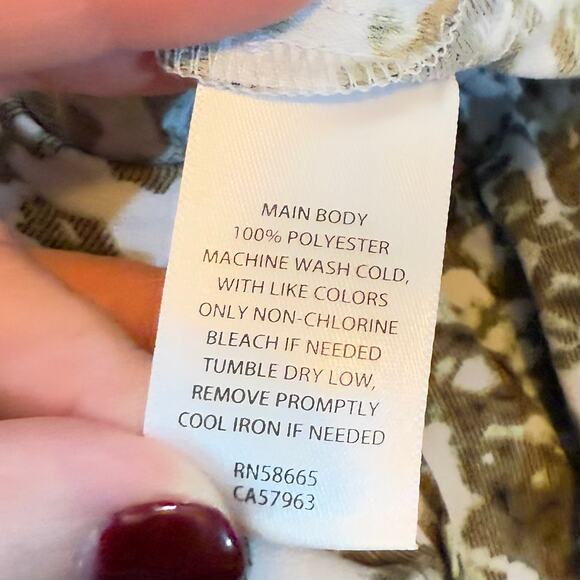 MAIN BODY
100% POLYESTER
MACHINE WASH COLD,
WITH LIKE COLORS
ONLY NON-CHLORINE
BLEACH IF NEEDED
TUMBLE DRY LOW,
REMOVE PROMPTLY
COOL IRON IF NEEDED
RN58665
CA57963